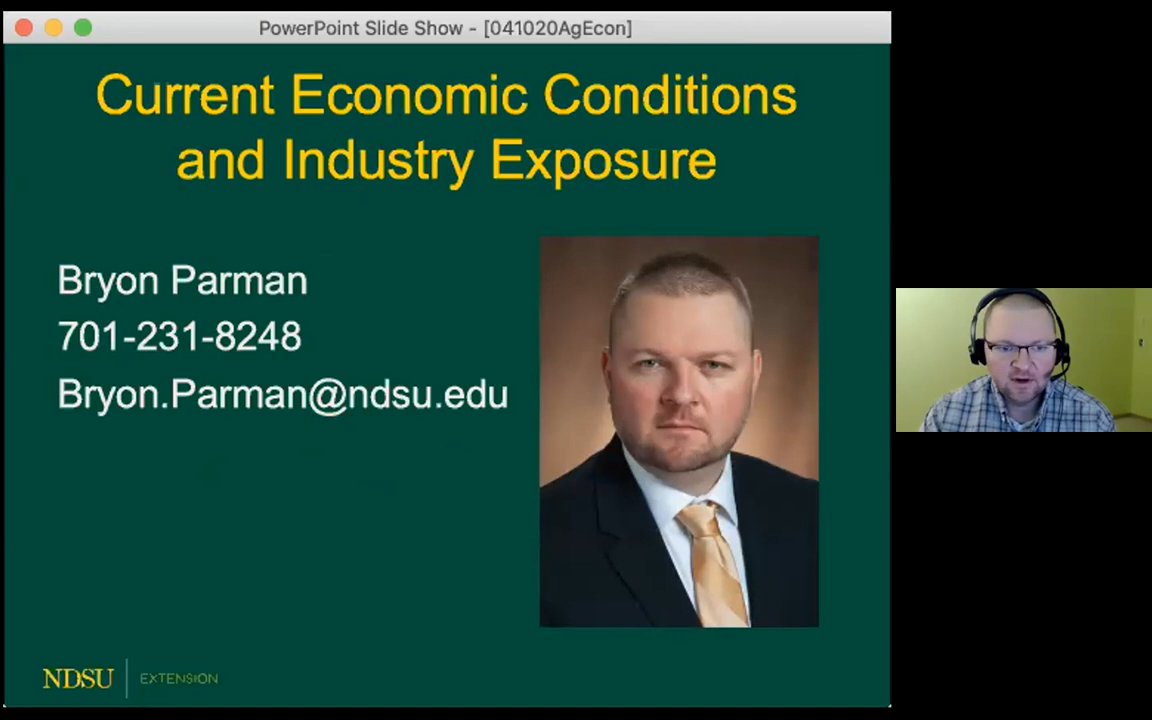 PowerPoint Slide Show - [041020AgEcon]
Current Economic Conditions
and Industry Exposure
Bryon Parman
701-231-8248
Bryon.Parman@ndsu.edu
NDSU EXTENSION